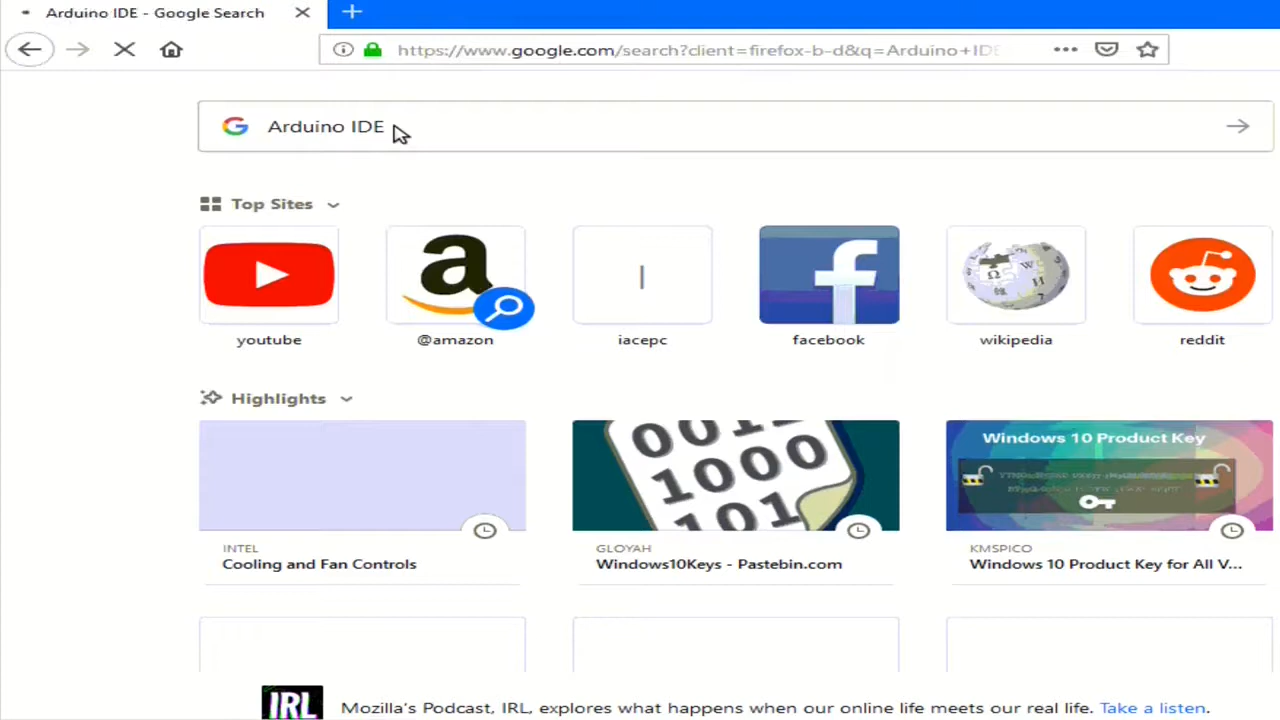 Arduino IDE - Google Search
https://www.google.com/search?client=firefox-b-d&q=Arduino+IDE
Arduino IDE
Top Sites
youtube
@amazon
iacepc
facebook
wikipedia
reddit
Highlights
0012
1000
101
Windows 10 Product Key
INTEL
Cooling and Fan Controls
GLOYAH
Windows10Keys - Pastebin.com
KMSPICO
Windows 10 Product Key for All V...
IRL
Mozilla's Podcast, IRL, explores what happens when our online life meets our real life. Take a listen.